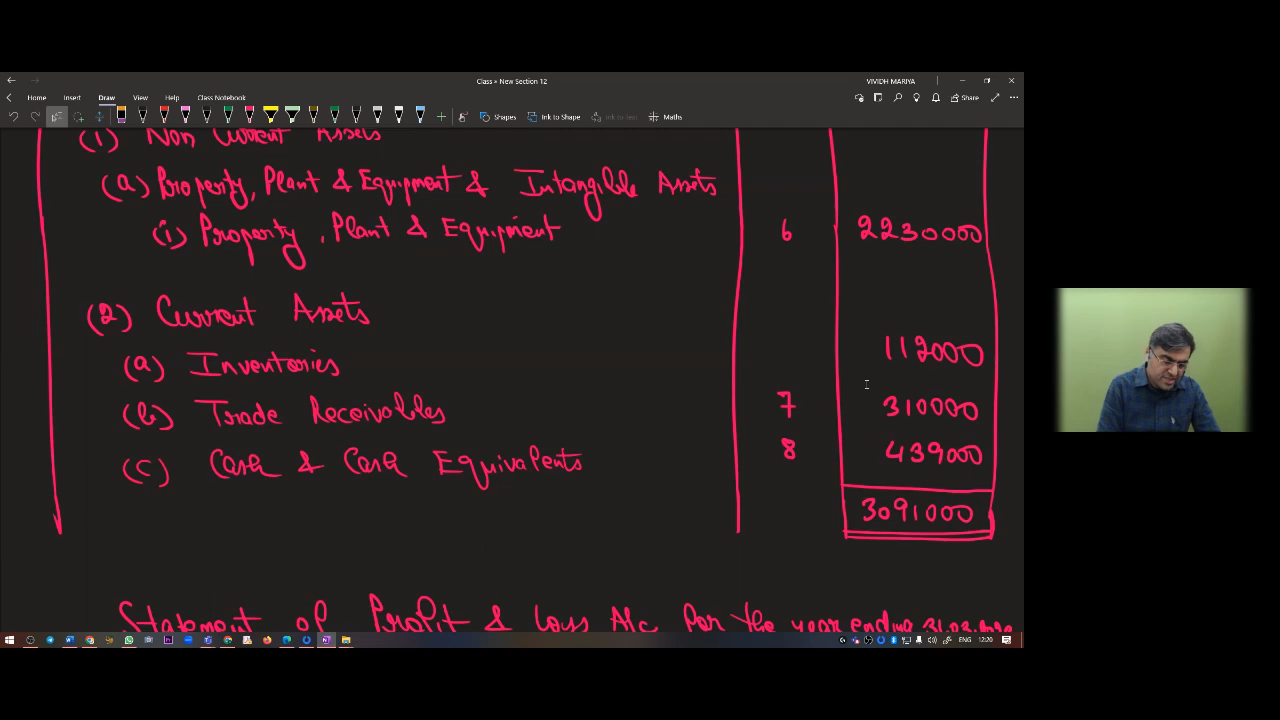 Class » New Section 12
VIVIDH MARIYA
Home Insert Draw View Help Class Notebook
Share
Shapes Ink to Shape Ink to Text Maths
(1) Non Current Assets
(a) Property, Plant & Equipment & Intangible Assets
(i) Property, Plant & Equipment 6 2230000
(2) Current Assets
(a) Inventories 112000
(b) Trade Receivables 7 310000
(c) Cash & Cash Equivalents 8 439000
3091000
Statement of Profit & Loss A/c for the year ending
ENG 12:20